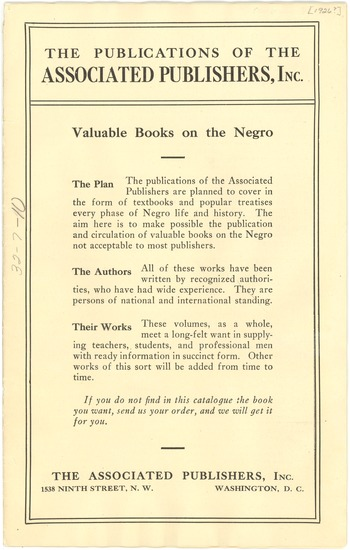 [1926?]
THE PUBLICATIONS OF THE
ASSOCIATED PUBLISHERS, INC.
Valuable Books on the Negro
The Plan The publications of the Associated
Publishers are planned to cover in
the form of textbooks and popular treatises
every phase of Negro life and history. The
aim here is to make possible the publication
and circulation of valuable books on the Negro
not acceptable to most publishers.
The Authors All of these works have been
written by recognized authori-
ties, who have had wide experience. They are
persons of national and international standing.
Their Works These volumes, as a whole,
meet a long-felt want in supply-
ing teachers, students, and professional men
with ready information in succinct form. Other
works of this sort will be added from time to
time.
If you do not find in this catalogue the book
you want, send us your order, and we will get it
for you.
THE ASSOCIATED PUBLISHERS, INC.
1538 NINTH STREET, N. W. WASHINGTON, D. C.